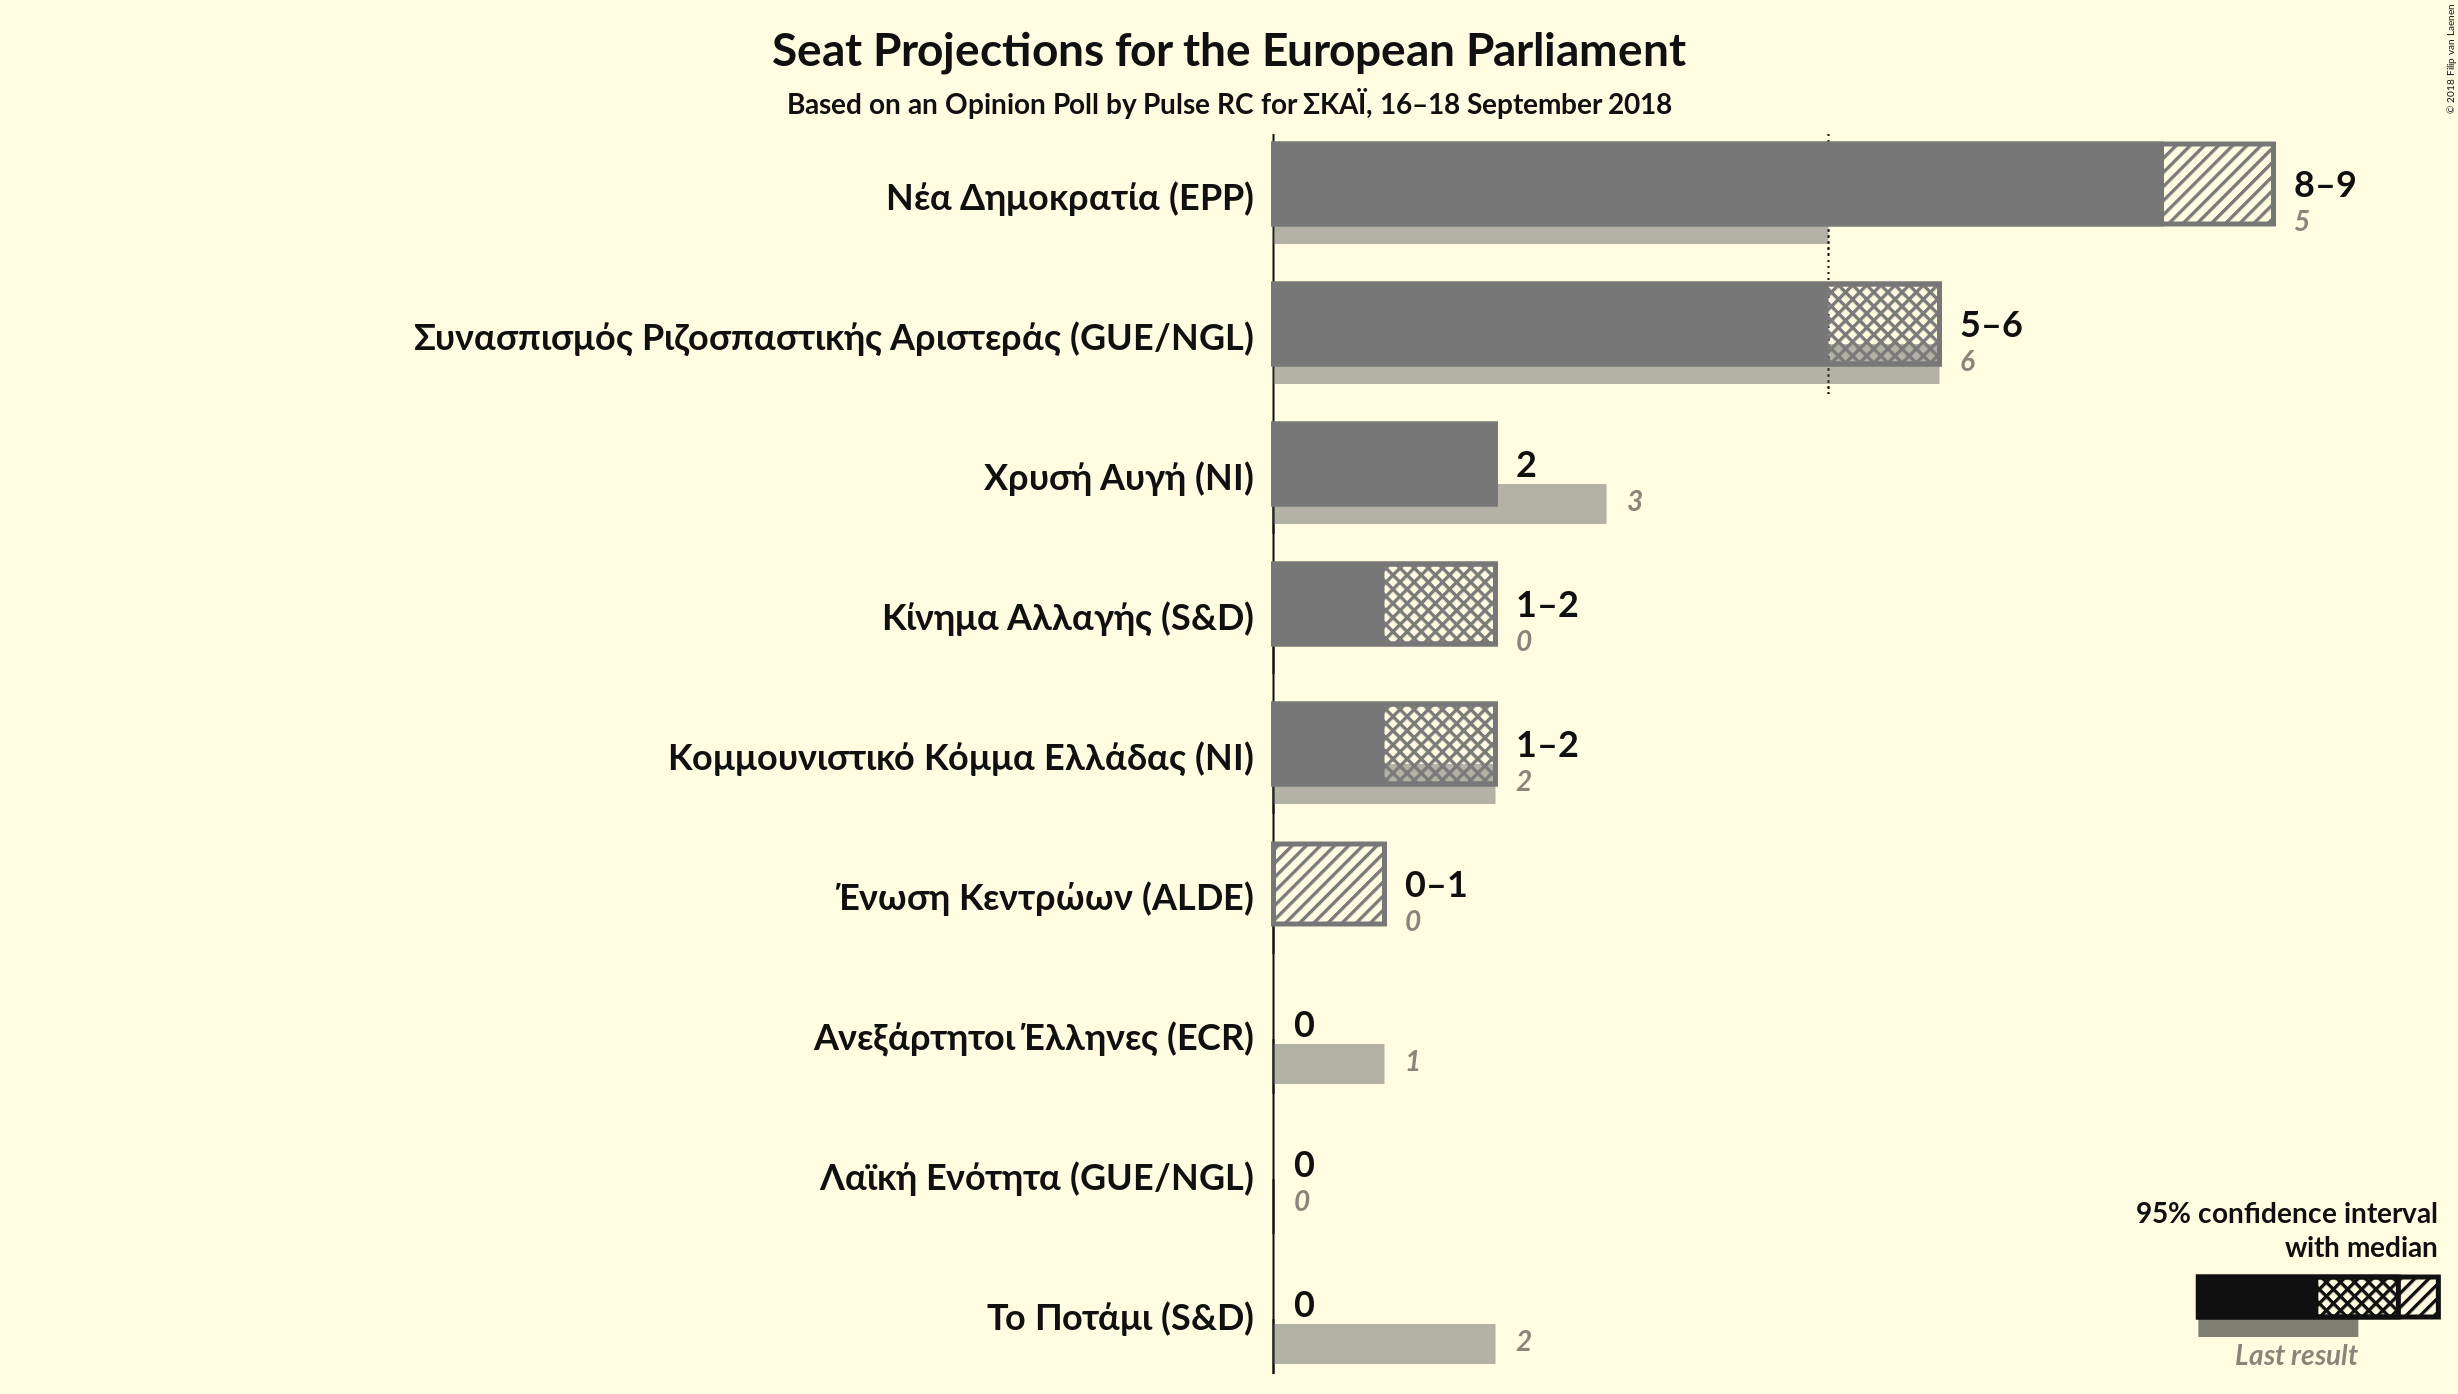 Seat Projections for the European Parliament
Based on an Opinion Poll by Pulse RC for ΣΚΑΪ, 16–18 September 2018
© 2018 Filip van Laenen
Νέα Δημοκρατία (EPP)
8–9
5
Συνασπισμός Ριζοσπαστικής Αριστεράς (GUE/NGL)
5–6
6
Χρυσή Αυγή (NI)
2
3
Κίνημα Αλλαγής (S&D)
1–2
0
Κομμουνιστικό Κόμμα Ελλάδας (NI)
1–2
2
Ένωση Κεντρώων (ALDE)
0–1
0
Ανεξάρτητοι Έλληνες (ECR)
0
1
Λαϊκή Ενότητα (GUE/NGL)
0
0
Το Ποτάμι (S&D)
0
2
95% confidence interval
with median
Last result